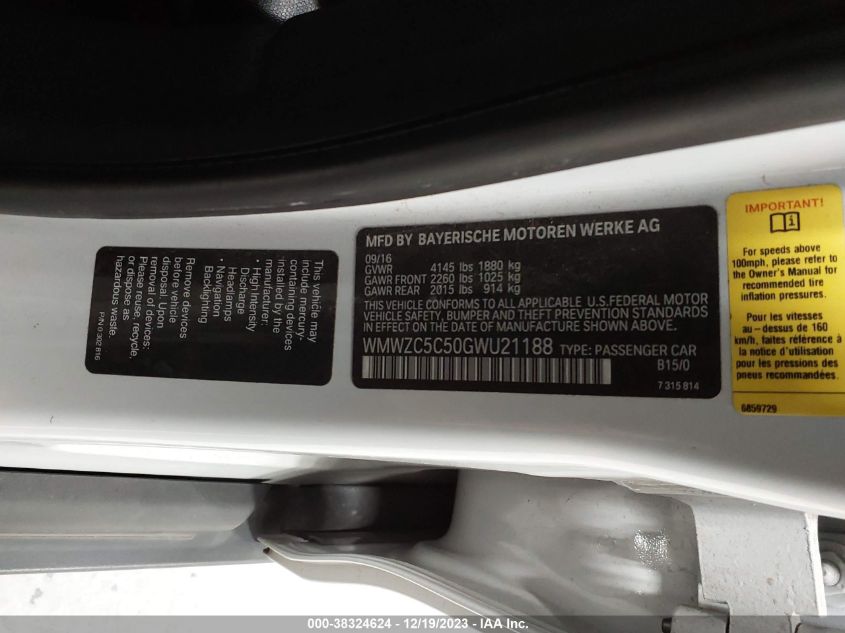 This vehicle may
include mercury-
containing devices
installed by the
manufacturer:
• High Intensity
Discharge
Headlamps
• Navigation
Backlighting
Remove devices
before vehicle
disposal. Upon
removal of devices
please reuse, recycle,
or dispose as
hazardous waste.
P/N 0 302 816
MFD BY BAYERISCHE MOTOREN WERKE AG
09/16
GVWR 4145 lbs 1880 kg
GAWR FRONT 2260 lbs 1025 kg
GAWR REAR 2015 lbs 914 kg
THIS VEHICLE CONFORMS TO ALL APPLICABLE U.S.FEDERAL MOTOR
VEHICLE SAFETY, BUMPER AND THEFT PREVENTION STANDARDS
IN EFFECT ON THE DATE OF MANUFACTURE SHOWN ABOVE.
WMWZC5C50GWU21188 TYPE: PASSENGER CAR
B15/0
7 315 814
IMPORTANT!
For speeds above
100mph, please refer to
the Owner's Manual for
recommended tire
inflation pressures.
Pour les vitesses
au-dessus de 160
km/h, faites référence à
la notice d'utilisation
pour les pressions de
pneus recommandées.
6859729
000-38324624 - 12/19/2023 - IAA Inc.